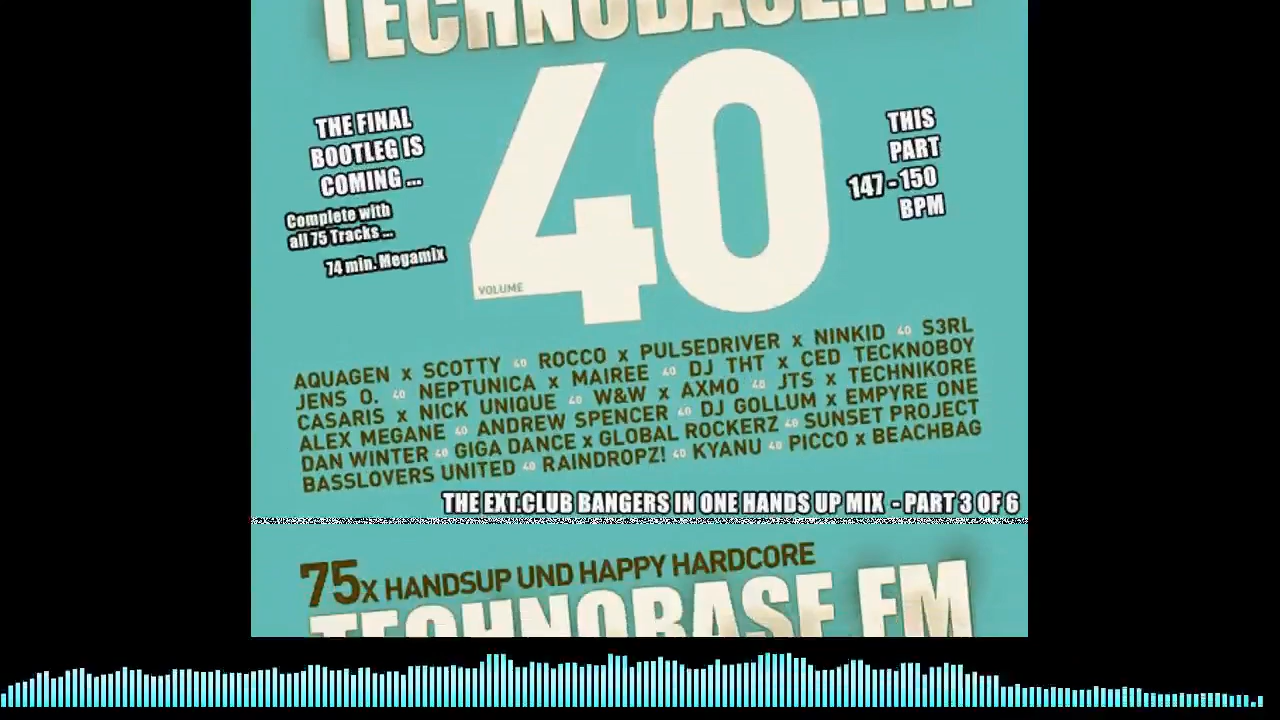 TECHNOBASE.FM
40
THE FINAL
BOOTLEG IS
COMING ...
Complete with
all 75 Tracks ...
74 min. Megamix
THIS
PART
147 - 150
BPM
VOLUME
AQUAGEN x SCOTTY 40 ROCCO x PULSEDRIVER x NINKID 40 S3RL
JENS O. 40 NEPTUNICA x MAIREE 40 DJ THT x CED TECKNOBOY
CASARIS x NICK UNIQUE 40 W&W x AXMO 40 JTS x TECHNIKORE
ALEX MEGANE 40 ANDREW SPENCER 40 DJ GOLLUM x EMPYRE ONE
DAN WINTER 40 GIGA DANCE x GLOBAL ROCKERZ 40 SUNSET PROJECT
BASSLOVERS UNITED 40 RAINDROPZ! 40 KYANU 40 PICCO x BEACHBAG
THE EXT.CLUB BANGERS IN ONE HANDS UP MIX - PART 3 OF 6
75X HANDSUP UND HAPPY HARDCORE
TECHNOBASE.FM